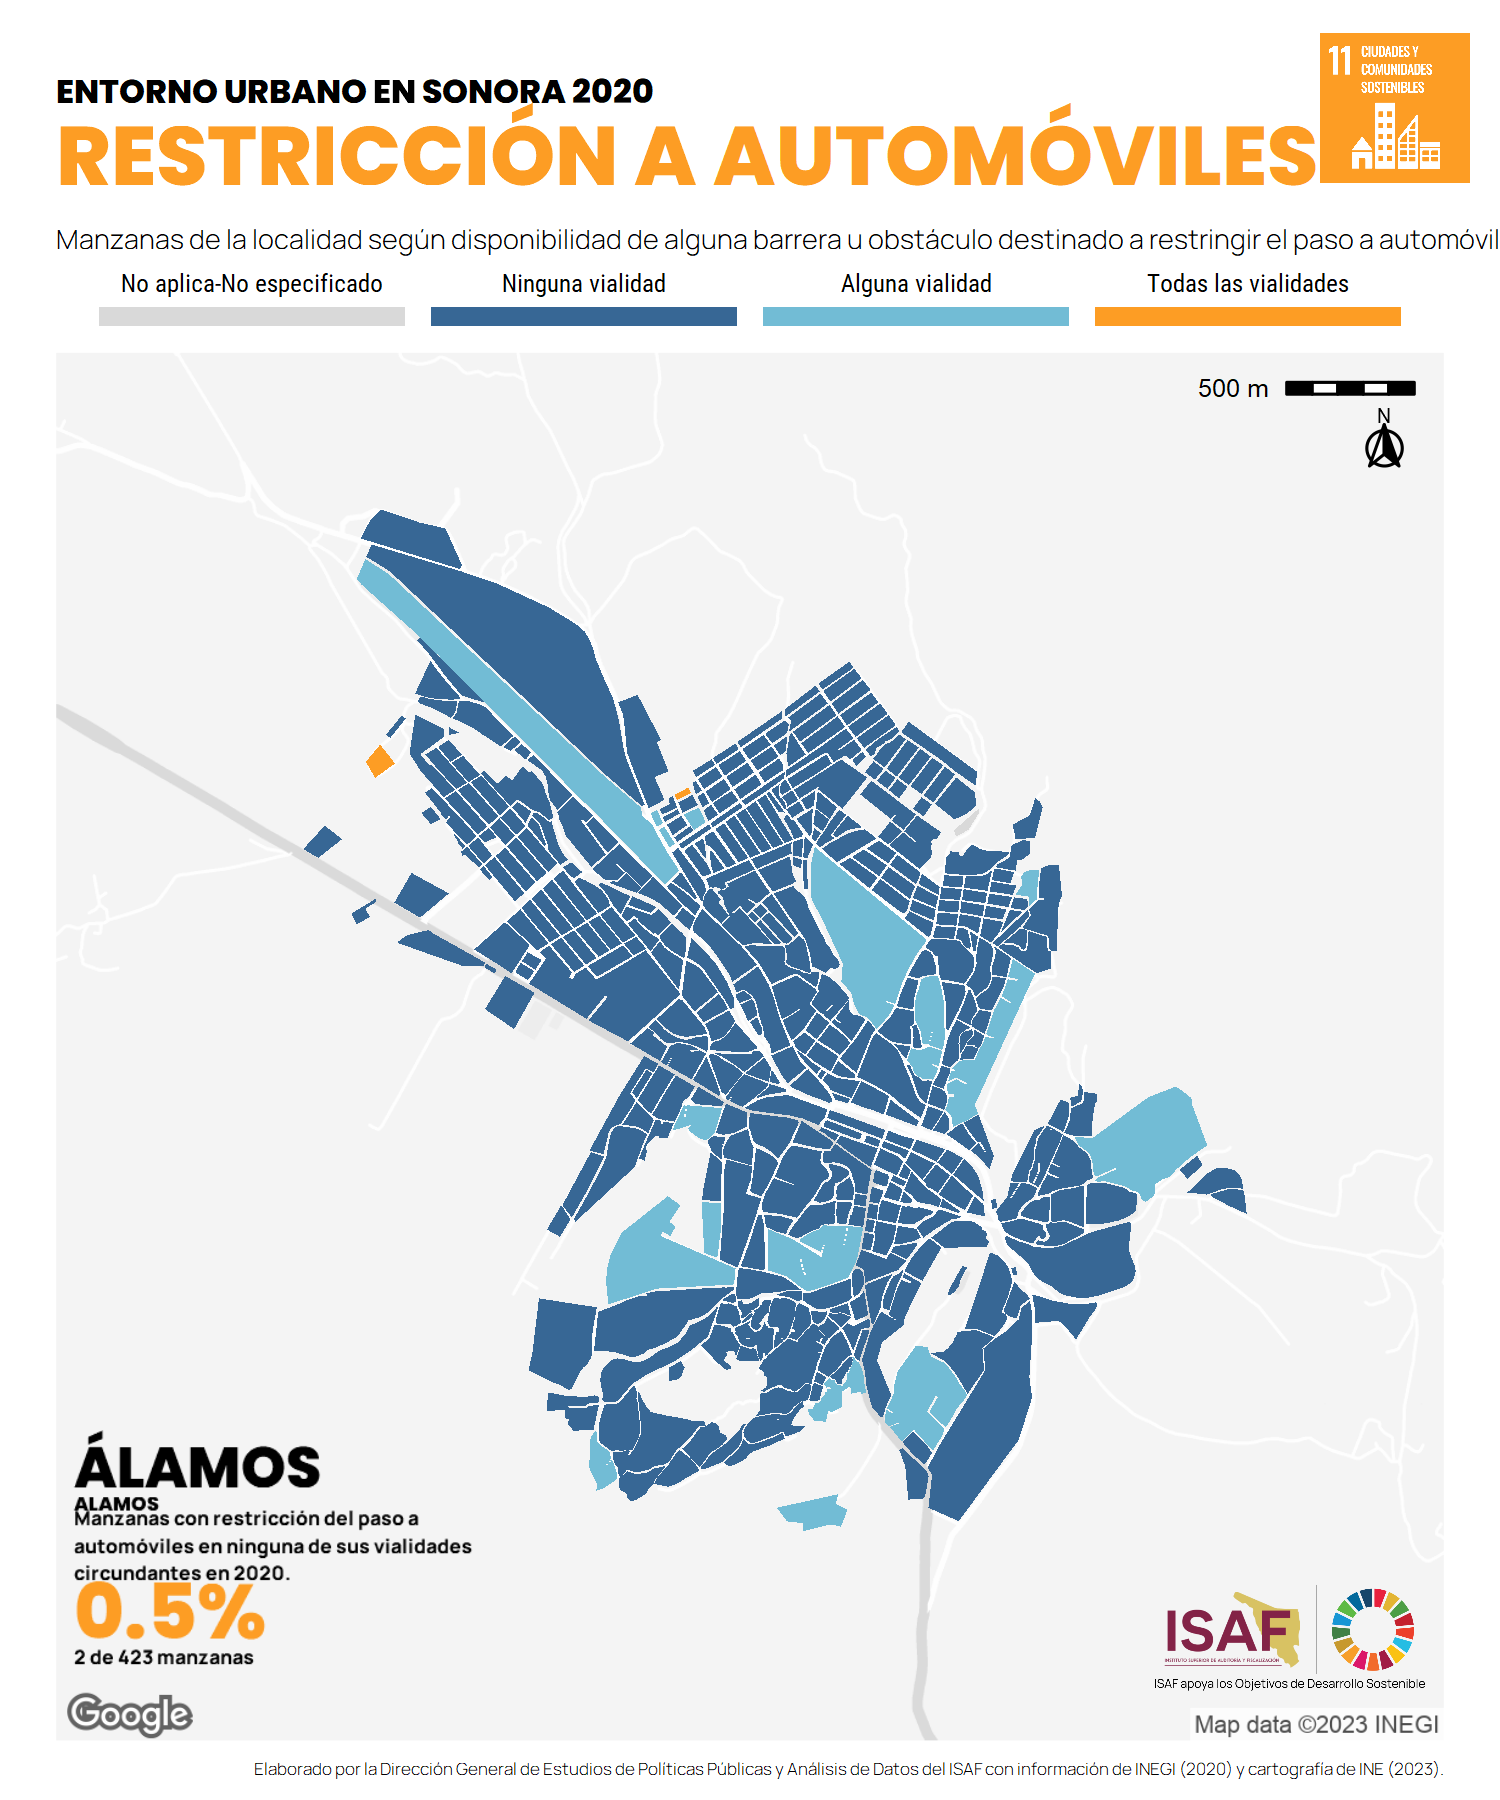 ENTORNO URBANO EN SONORA 2020
RESTRICCIÓN A AUTOMÓVILES
11 CIUDADES Y
COMUNIDADES
SOSTENIBLES
Manzanas de la localidad según disponibilidad de alguna barrera u obstáculo destinado a restringir el paso a automóvil
No aplica-No especificado
Ninguna vialidad
Alguna vialidad
Todas las vialidades
500 m
N
ÁLAMOS
ALAMOS
Manzanas con restricción del paso a
automóviles en ninguna de sus vialidades
circundantes en 2020.
0.5%
2 de 423 manzanas
Google
ISAF
INSTITUTO SUPERIOR DE AUDITORÍA Y FISCALIZACIÓN
ISAF apoya los Objetivos de Desarrollo Sostenible
Map data ©2023 INEGI
Elaborado por la Dirección General de Estudios de Políticas Públicas y Análisis de Datos del ISAF con información de INEGI (2020) y cartografía de INE (2023).